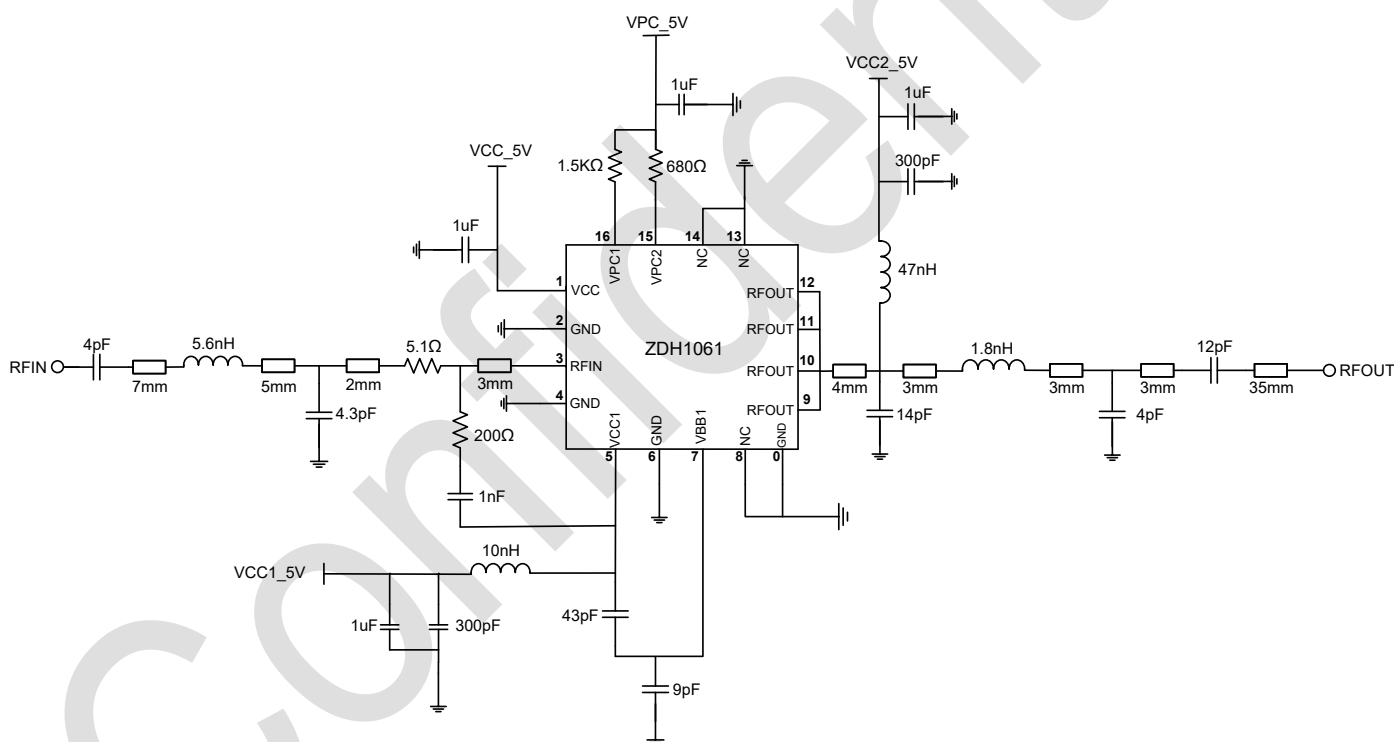 VPC_5V
1uF
VCC2_5V
1uF
300pF
VCC_5V
1uF
1.5KΩ
680Ω
47nH
16
15
14
13
VPC1
VPC2
NC
NC
1
VCC
2
GND
3
RFIN
4
GND
ZDH1061
RFOUT
12
RFOUT
11
RFOUT
10
RFOUT
9
VCC1
GND
VBB1
NC
GND
5
6
7
8
0
RFIN
4pF
7mm
5.6nH
5mm
4.3pF
2mm
5.1Ω
3mm
200Ω
1nF
4mm
14pF
3mm
1.8nH
3mm
4pF
3mm
12pF
35mm
RFOUT
VCC1_5V
10nH
1uF
300pF
43pF
9pF
Confident